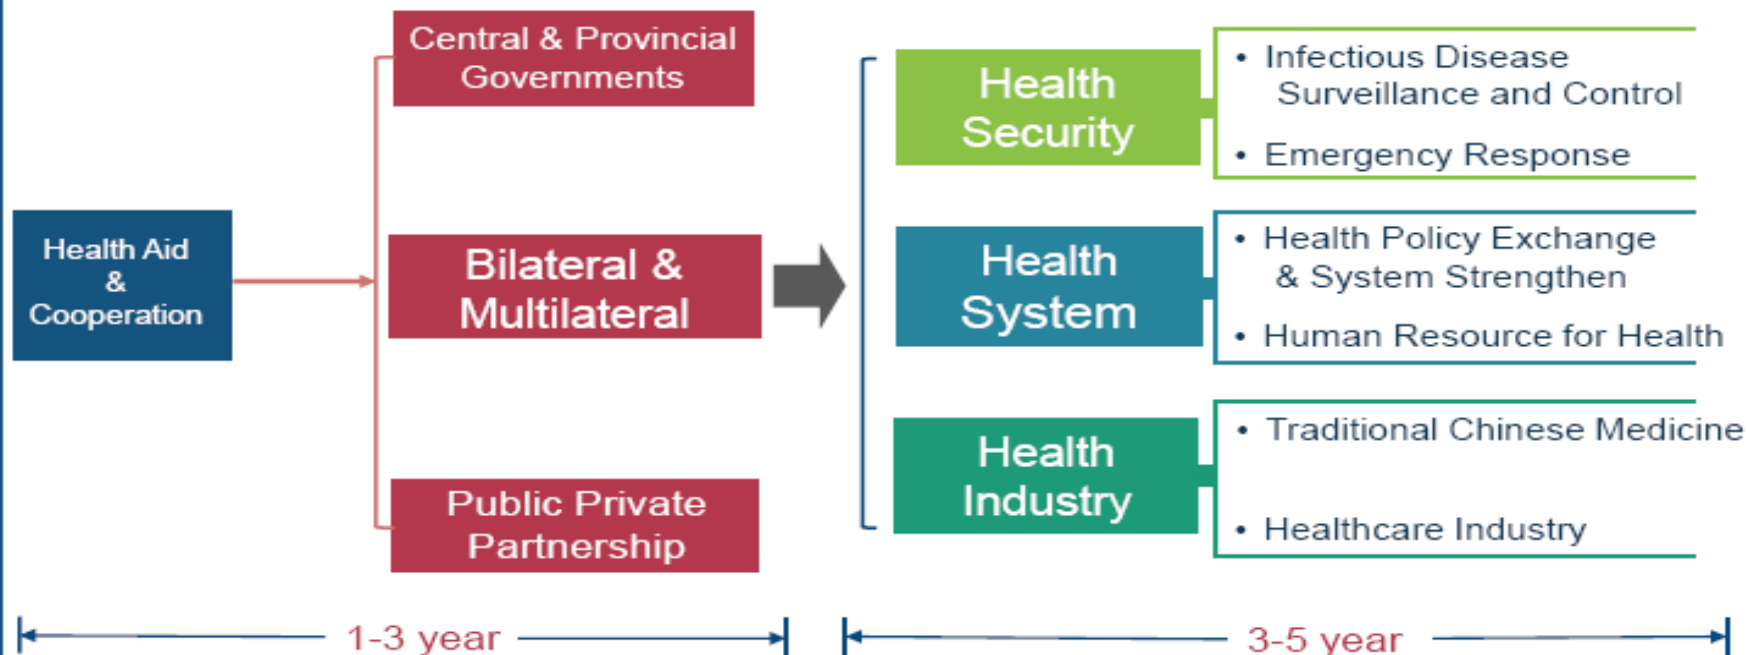 Health Aid
&
Cooperation
Central & Provincial
Governments
Bilateral &
Multilateral
Public Private
Partnership
Health
Security
• Infectious Disease
Surveillance and Control
• Emergency Response
Health
System
• Health Policy Exchange
& System Strengthen
• Human Resource for Health
Health
Industry
• Traditional Chinese Medicine
• Healthcare Industry
1-3 year
3-5 year